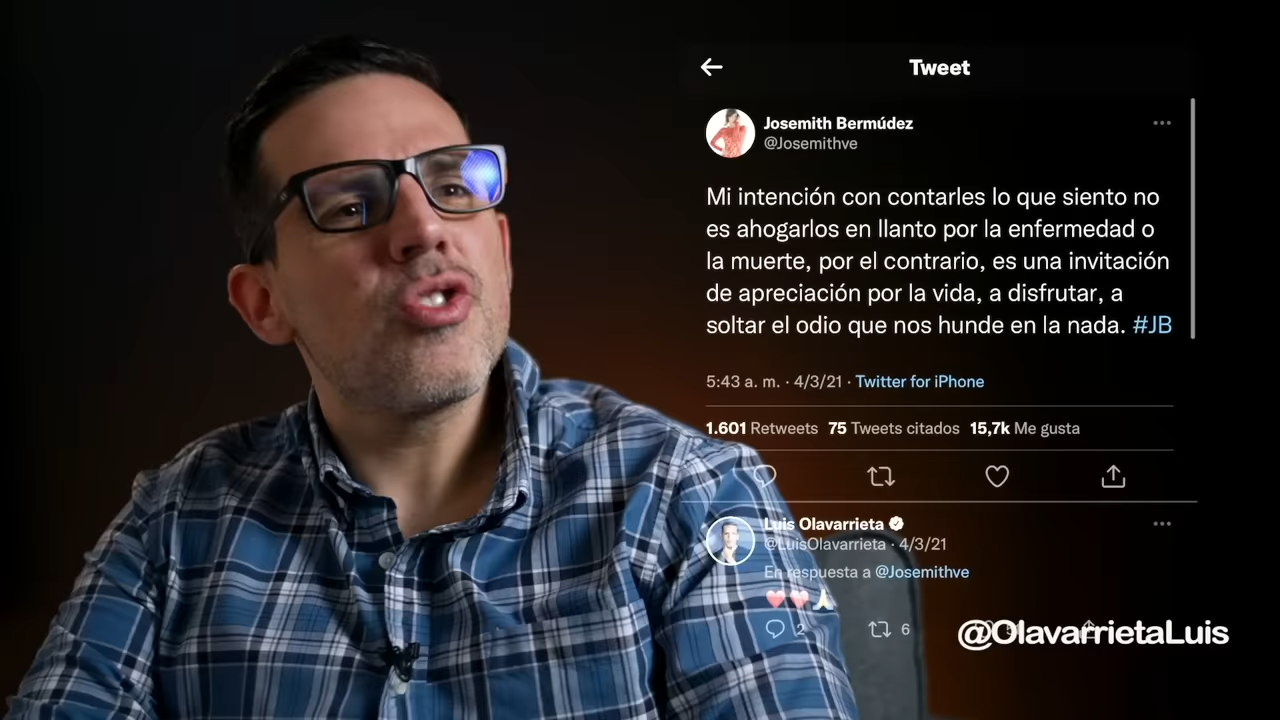 Tweet
Josemith Bermúdez
@Josemithve
Mi intención con contarles lo que siento no
es ahogarlos en llanto por la enfermedad o
la muerte, por el contrario, es una invitación
de apreciación por la vida, a disfrutar, a
soltar el odio que nos hunde en la nada. #JB
5:43 a. m. · 4/3/21 · Twitter for iPhone
1.601 Retweets 75 Tweets citados 15,7k Me gusta
Luis Olavarrieta
@LuisOlavarrieta · 4/3/21
En respuesta a @Josemithve
2 6
@OlavarrietaLuis